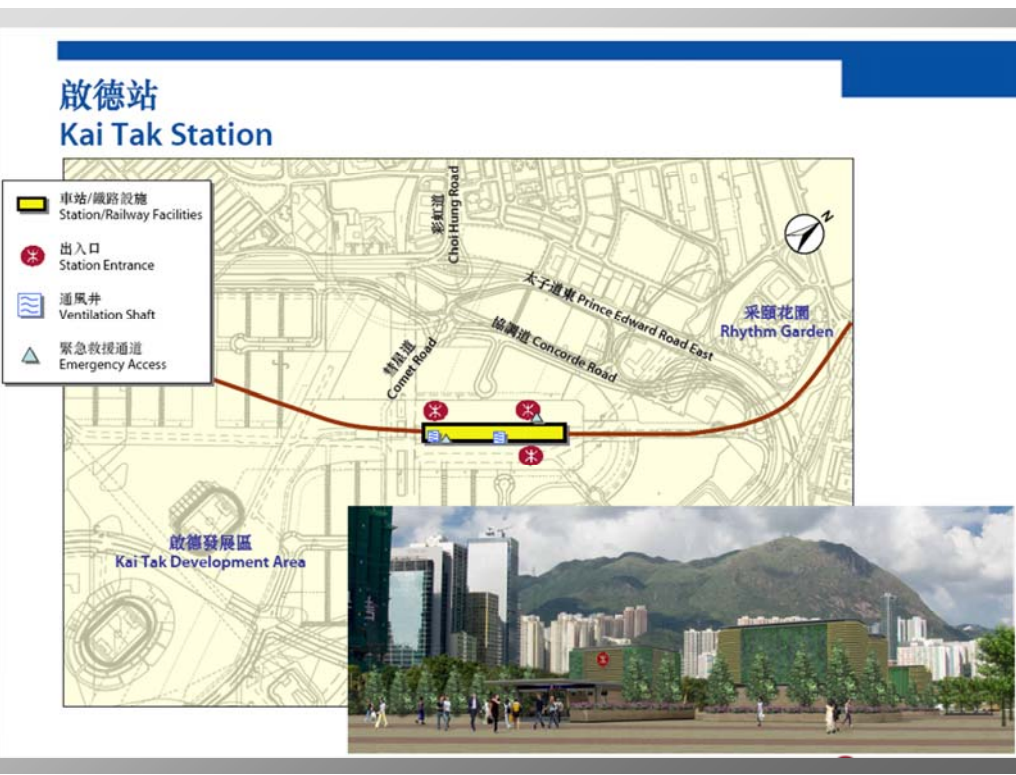 啟德站
Kai Tak Station
車站/鐵路設施
Station/Railway Facilities
出入口
Station Entrance
通風井
Ventilation Shaft
緊急救援通道
Emergency Access
彩虹道
Choi Hung Road
N
太子道東 Prince Edward Road East
協調道 Concorde Road
彗星道
Comet Road
采頤花園
Rhythm Garden
啟德發展區
Kai Tak Development Area